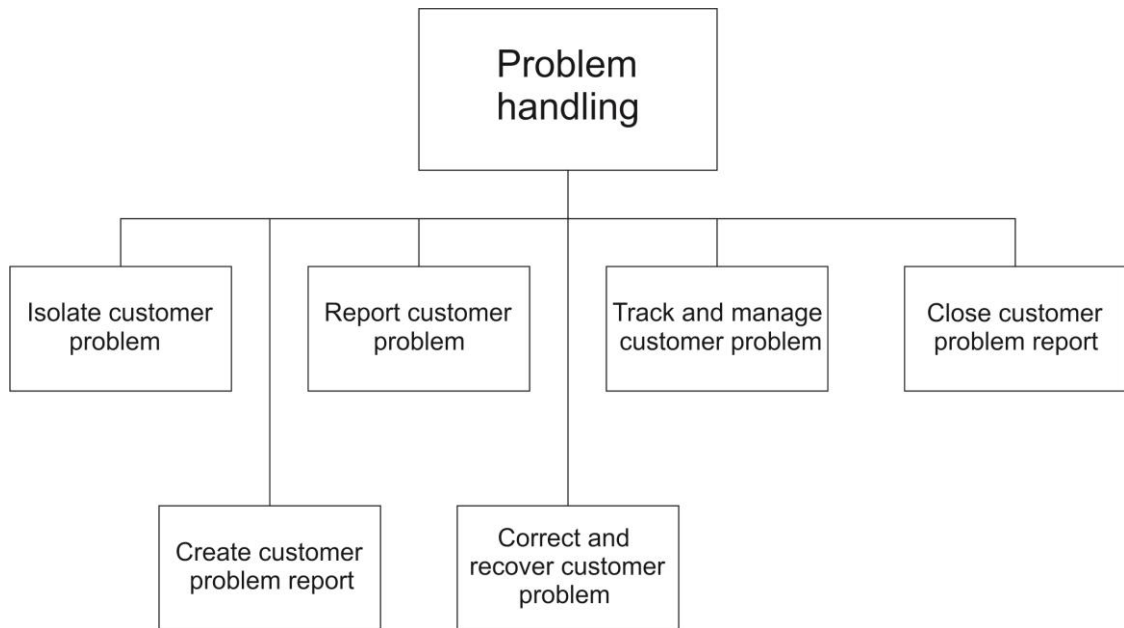 Problem
handling
Isolate customer
problem
Report customer
problem
Track and manage
customer problem
Close customer
problem report
Create customer
problem report
Correct and
recover customer
problem